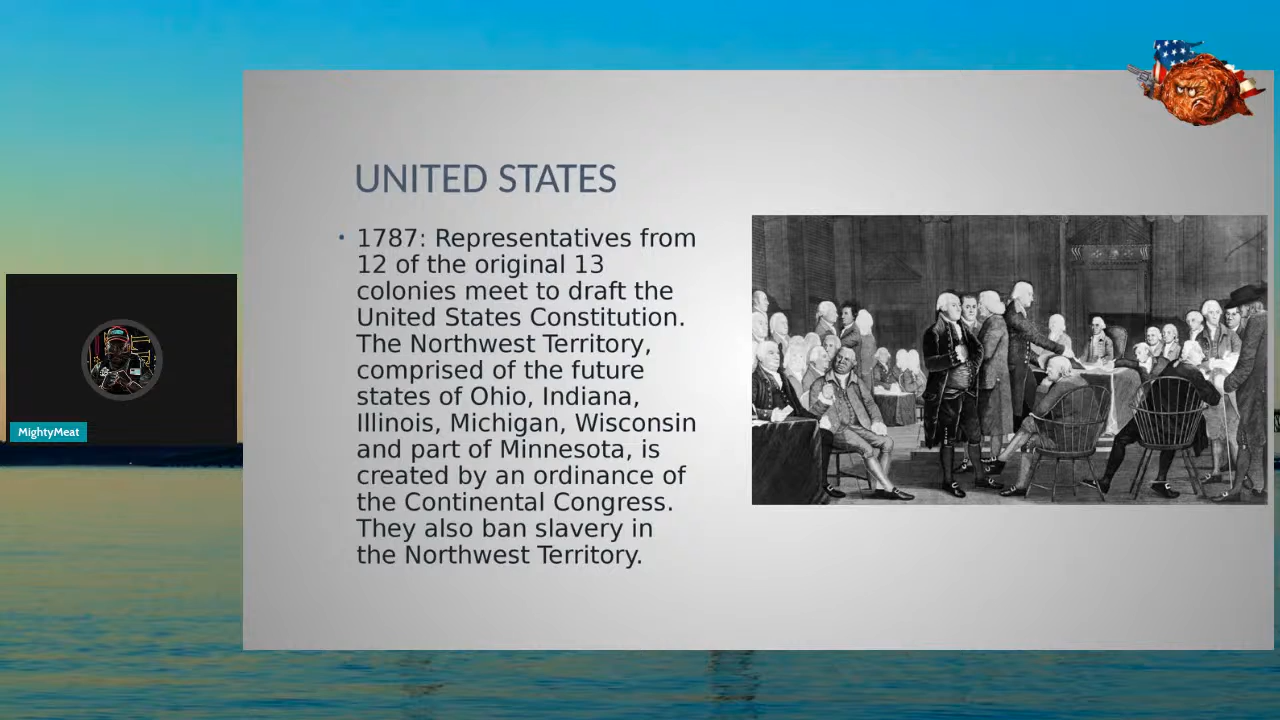 UNITED STATES
• 1787: Representatives from
12 of the original 13
colonies meet to draft the
United States Constitution.
The Northwest Territory,
comprised of the future
states of Ohio, Indiana,
Illinois, Michigan, Wisconsin
and part of Minnesota, is
created by an ordinance of
the Continental Congress.
They also ban slavery in
the Northwest Territory.
MightyMeat